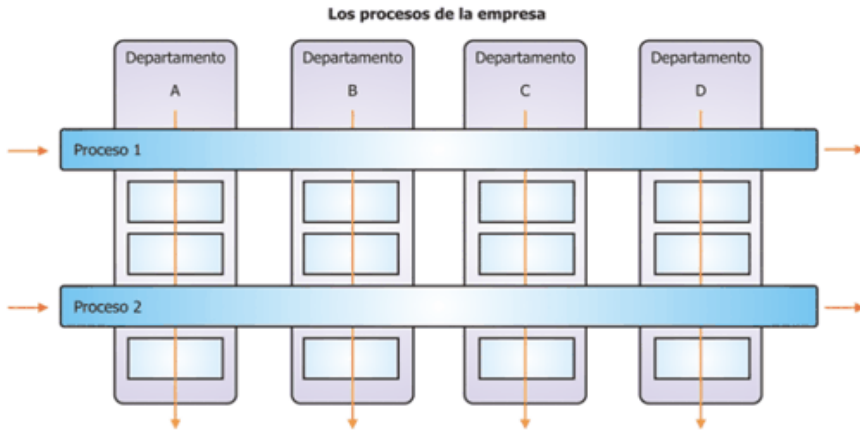 Los procesos de la empresa
Departamento
A
Departamento
B
Departamento
C
Departamento
D
Proceso 1
Proceso 2